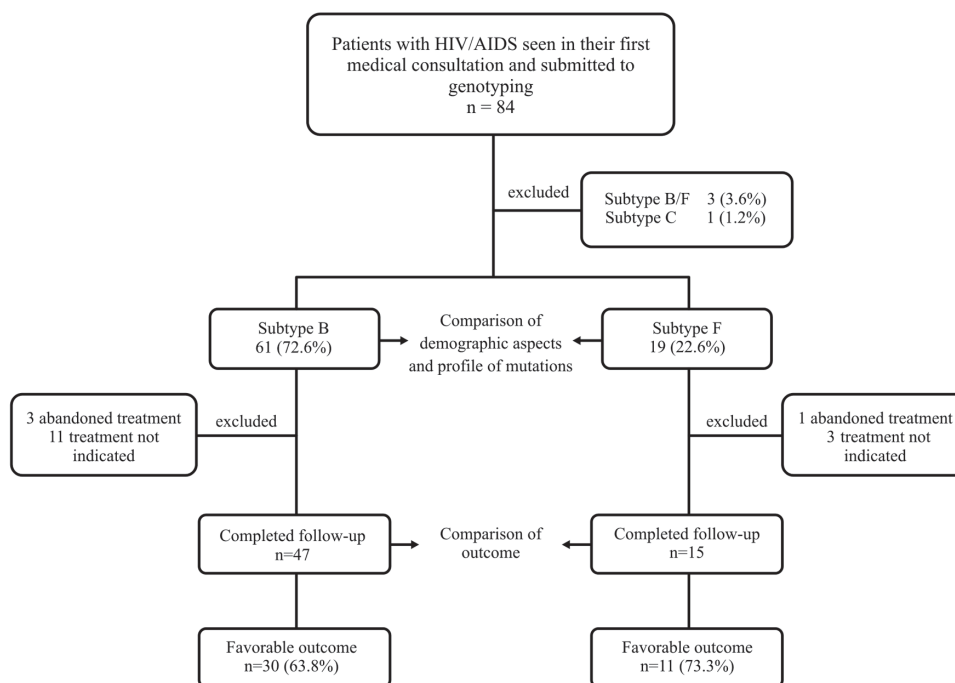 Patients with HIV/AIDS seen in their first
medical consultation and submitted to
genotyping
n = 84
excluded
Subtype B/F 3 (3.6%)
Subtype C 1 (1.2%)
Subtype B
61 (72.6%)
Comparison of
demographic aspects
and profile of mutations
Subtype F
19 (22.6%)
3 abandoned treatment
11 treatment not
indicated
excluded
excluded
1 abandoned treatment
3 treatment not
indicated
Completed follow-up
n=47
Comparison of
outcome
Completed follow-up
n=15
Favorable outcome
n=30 (63.8%)
Favorable outcome
n=11 (73.3%)